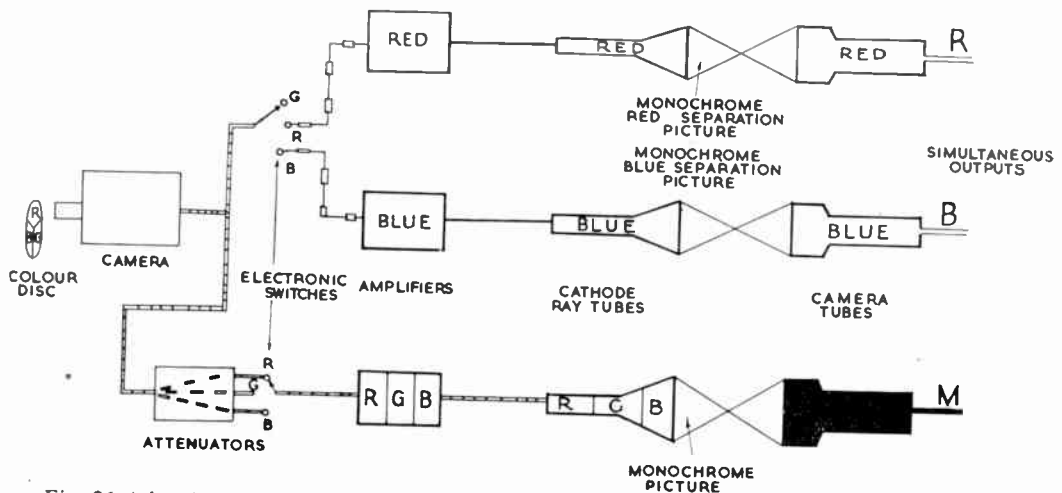 RED
RED
RED
R
G
R
B
MONOCHROME
RED SEPARATION
PICTURE
MONOCHROME
BLUE SEPARATION
PICTURE
SIMULTANEOUS
OUTPUTS
R
B G
COLOUR
DISC
CAMERA
ELECTRONIC
SWITCHES
BLUE
AMPLIFIERS
BLUE
CATHODE
RAY TUBES
BLUE
CAMERA
TUBES
B
R
G
B
ATTENUATORS
R G B
R G B
MONOCHROME
PICTURE
M